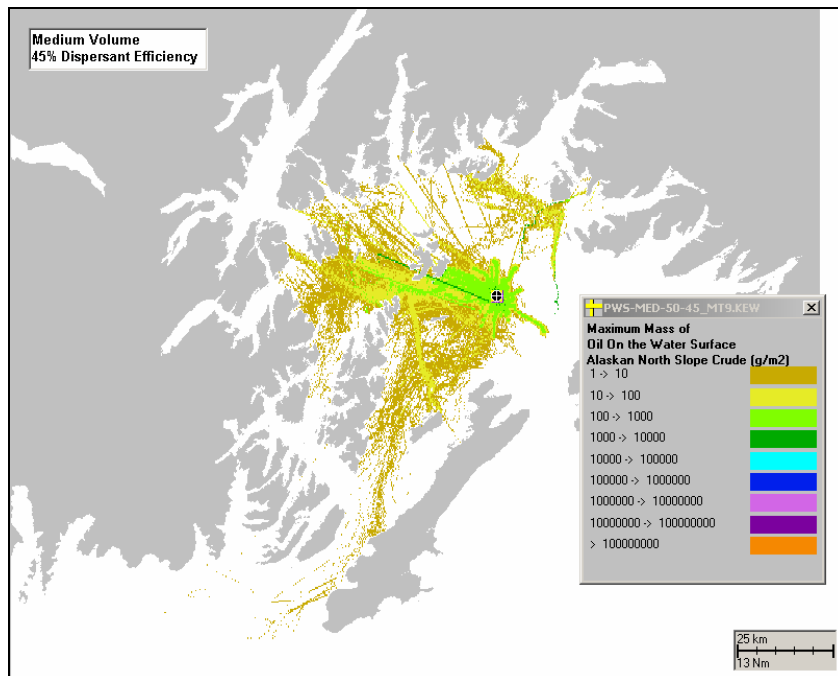 Medium Volume
45% Dispersant Efficiency
PWS-MED-50-45_MT9.KEW
Maximum Mass of
Oil On the Water Surface
Alaskan North Slope Crude (g/m2)
1 -> 10
10 -> 100
100 -> 1000
1000 -> 10000
10000 -> 100000
100000 -> 1000000
1000000 -> 10000000
10000000 -> 100000000
> 100000000
25 km
13 Nm